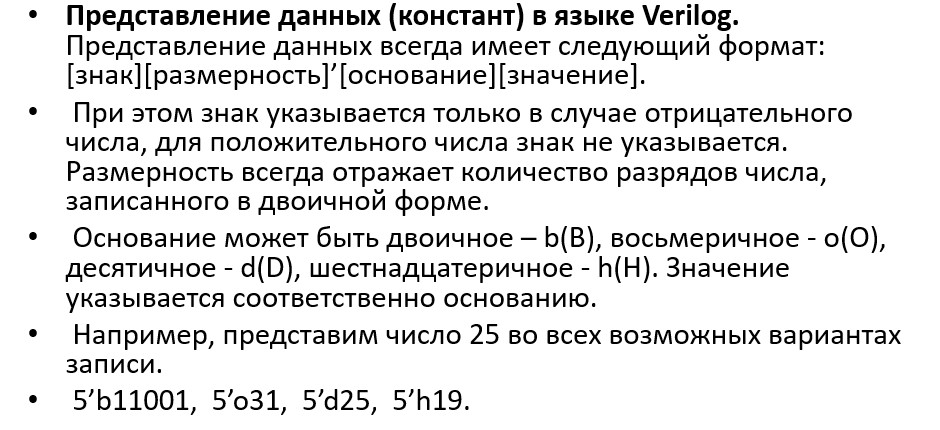 • Представление данных (констант) в языке Verilog.
Представление данных всегда имеет следующий формат:
[знак][размерность]’[основание][значение].
• При этом знак указывается только в случае отрицательного
числа, для положительного числа знак не указывается.
Размерность всегда отражает количество разрядов числа,
записанного в двоичной форме.
• Основание может быть двоичное – b(B), восьмеричное - o(O),
десятичное - d(D), шестнадцатеричное - h(H). Значение
указывается соответственно основанию.
• Например, представим число 25 во всех возможных вариантах
записи.
• 5’b11001, 5’o31, 5’d25, 5’h19.